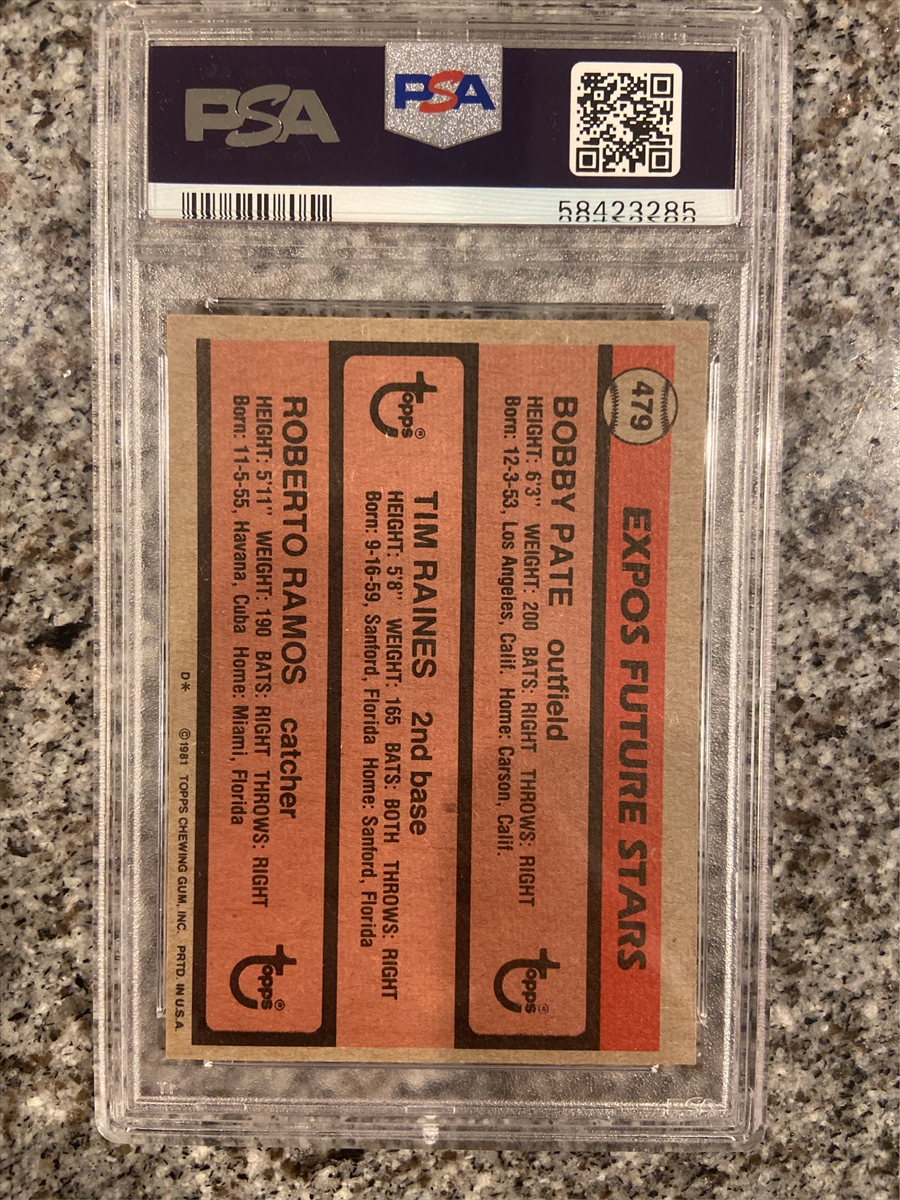 PSA
PSA
58423285
479
EXPOS FUTURE STARS
BOBBY PATE outfield
HEIGHT: 6'3" WEIGHT: 200 BATS: RIGHT THROWS: RIGHT
Born: 12-3-53, Los Angeles, Calif. Home: Carson, Calif.
Topps®
Topps®
TIM RAINES 2nd base
HEIGHT: 5'8" WEIGHT: 165 BATS: BOTH THROWS: RIGHT
Born: 9-16-59, Sanford, Florida Home: Sanford, Florida
ROBERTO RAMOS catcher
HEIGHT: 5'11" WEIGHT: 190 BATS: RIGHT THROWS: RIGHT
Born: 11-5-55, Havana, Cuba Home: Miami, Florida
Topps®
D* ©1981 TOPPS CHEWING GUM, INC. PRTD. IN U.S.A.